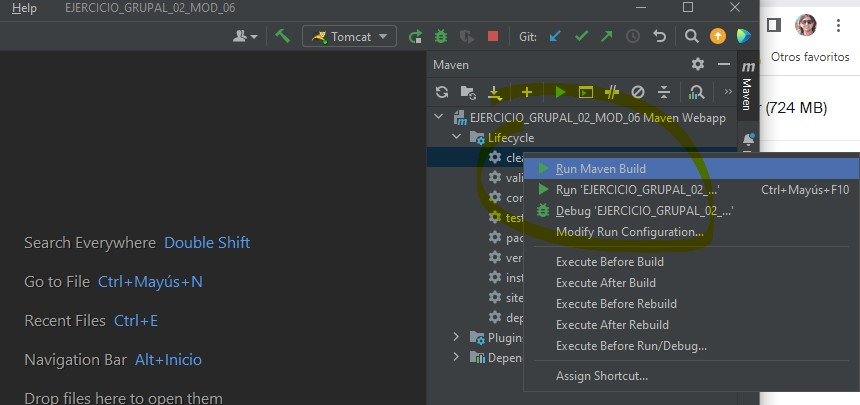 Help EJERCICIO_GRUPAL_02_MOD_06
Tomcat Git:
Otros favoritos
Maven
Maven
(724 MB)
EJERCICIO_GRUPAL_02_MOD_06 Maven Webapp
Lifecycle
clea
vali
con
test
pac
ver
inst
site
dep
Plugins
Depen
Run Maven Build
Run 'EJERCICIO_GRUPAL_02_...' Ctrl+Mayús+F10
Debug 'EJERCICIO_GRUPAL_02_...'
Modify Run Configuration...
Execute Before Build
Execute After Build
Execute Before Rebuild
Execute After Rebuild
Execute Before Run/Debug...
Assign Shortcut...
Search Everywhere Double Shift
Go to File Ctrl+Mayús+N
Recent Files Ctrl+E
Navigation Bar Alt+Inicio
Drop files here to open them